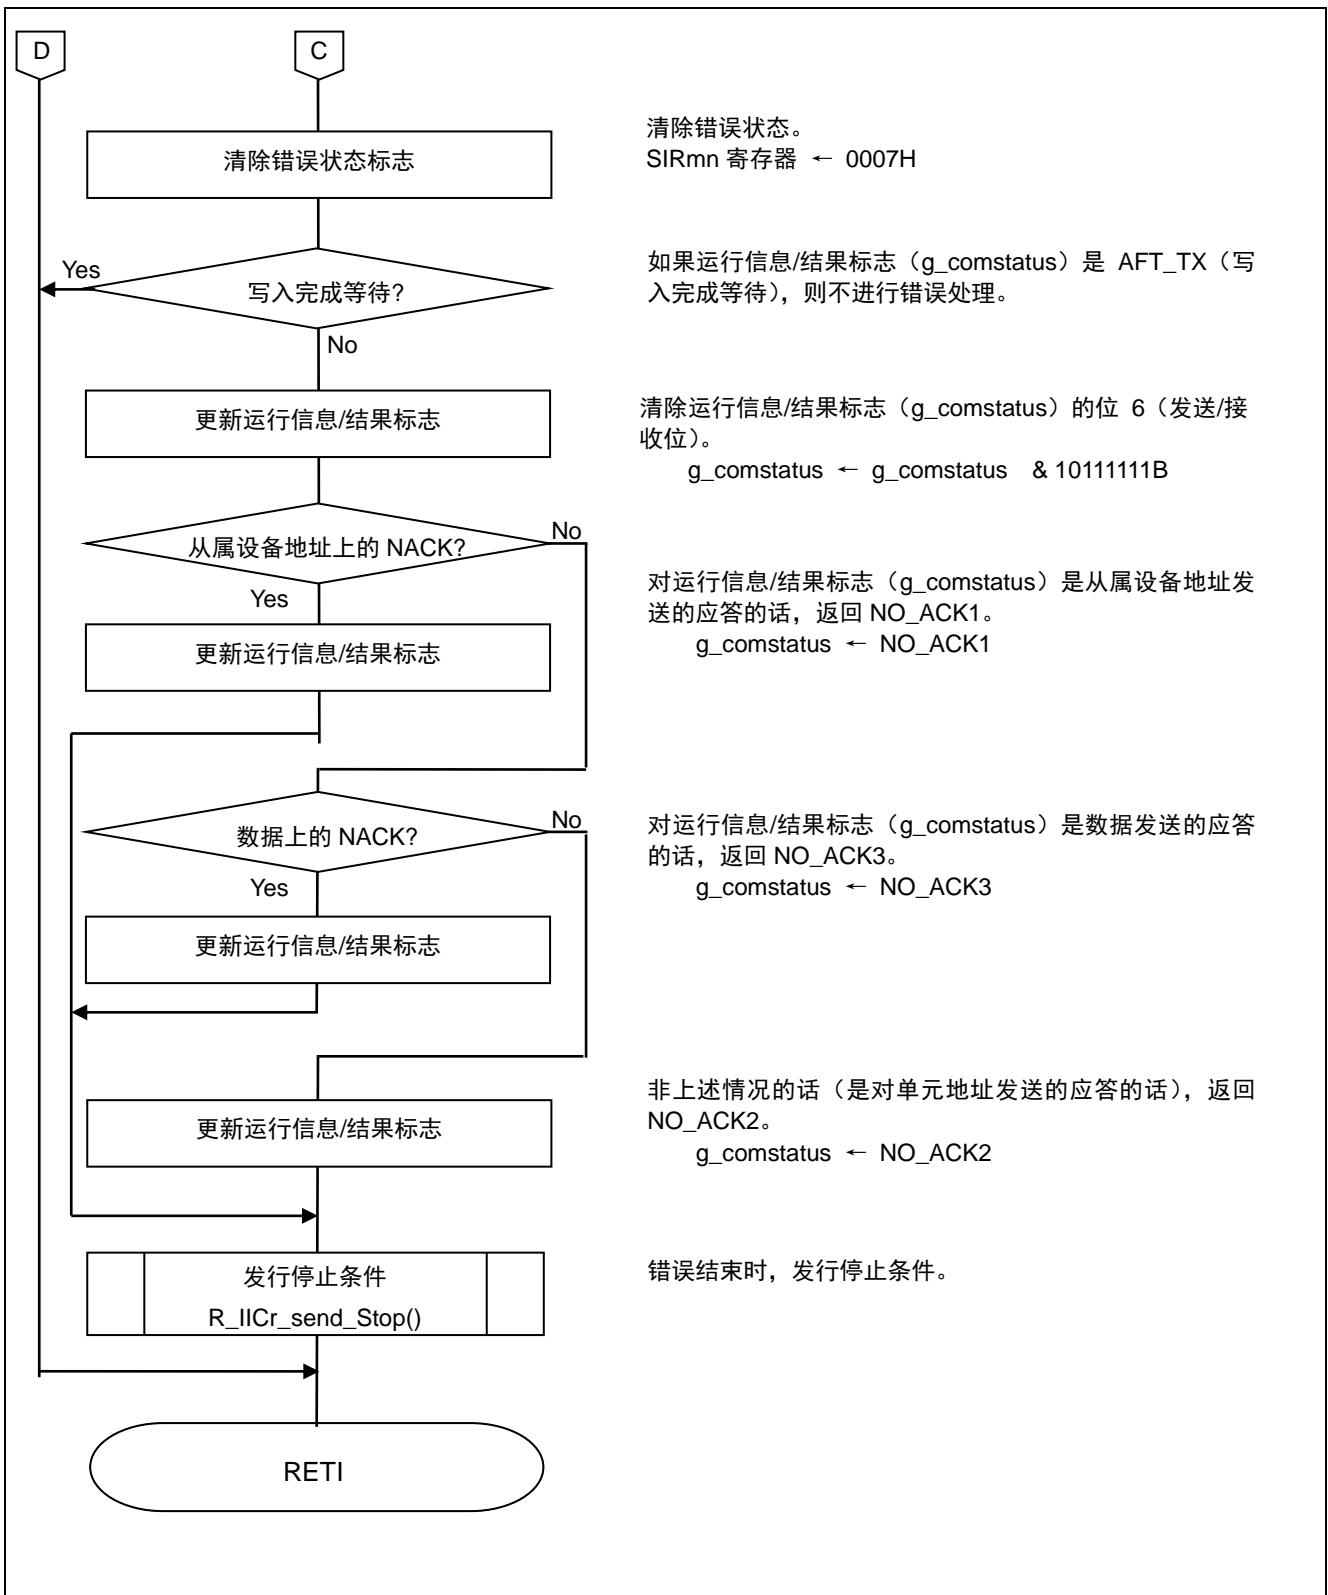 D
C
清除错误状态标志
清除错误状态。
SIRmn 寄存器 ← 0007H
Yes
写入完成等待?
No
如果运行信息/结果标志（g_comstatus）是 AFT_TX（写
入完成等待），则不进行错误处理。
更新运行信息/结果标志
清除运行信息/结果标志（g_comstatus）的位 6（发送/接
收位）。
g_comstatus ← g_comstatus & 10111111B
从属设备地址上的 NACK?
No
Yes
更新运行信息/结果标志
对运行信息/结果标志（g_comstatus）是从属设备地址发
送的应答的话，返回 NO_ACK1。
g_comstatus ← NO_ACK1
数据上的 NACK?
No
Yes
更新运行信息/结果标志
对运行信息/结果标志（g_comstatus）是数据发送的应答
的话，返回 NO_ACK3。
g_comstatus ← NO_ACK3
更新运行信息/结果标志
非上述情况的话（是对单元地址发送的应答的话），返回
NO_ACK2。
g_comstatus ← NO_ACK2
发行停止条件
R_IICr_send_Stop()
错误结束时，发行停止条件。
RETI